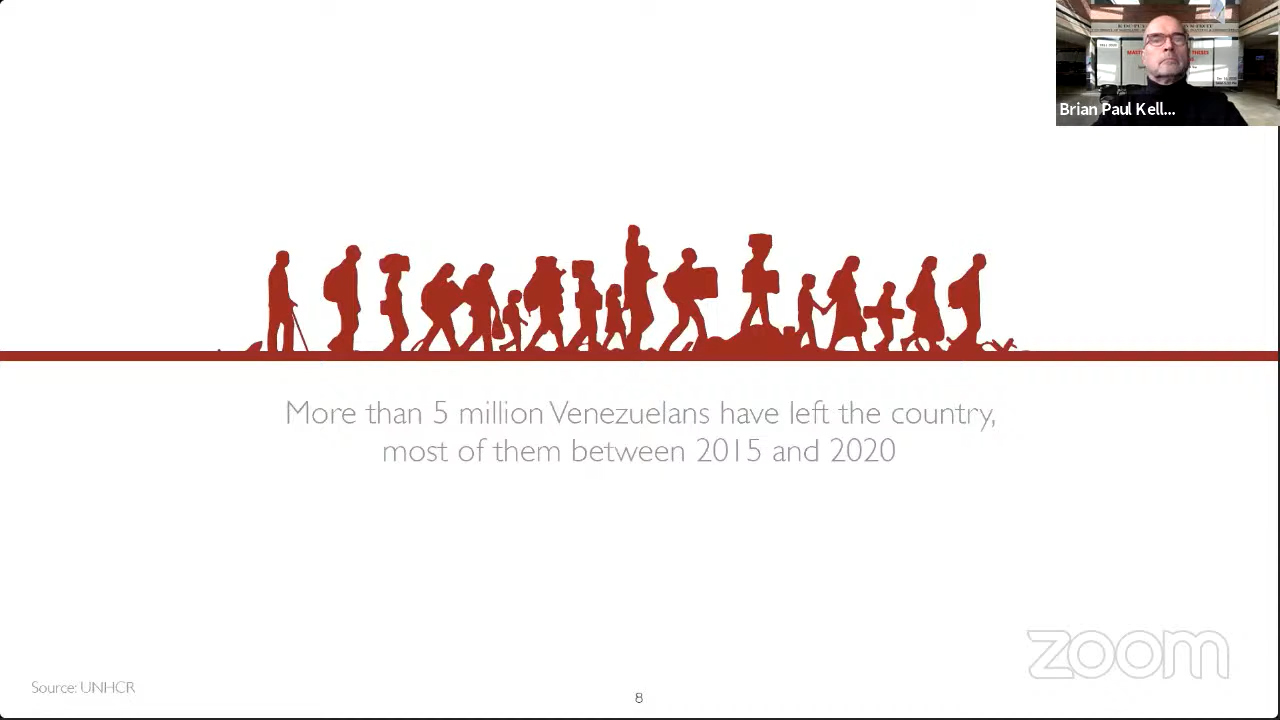 Brian Paul Kell...
More than 5 million Venezuelans have left the country,
most of them between 2015 and 2020
zoom
Source: UNHCR
8